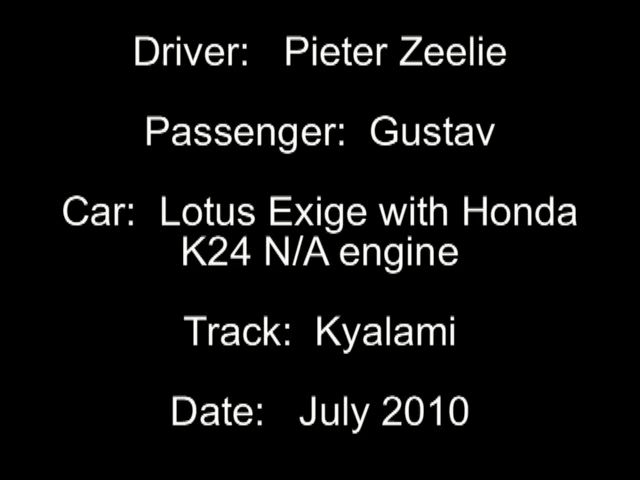 Driver: Pieter Zeelie
Passenger: Gustav
Car: Lotus Exige with Honda
K24 N/A engine
Track: Kyalami
Date: July 2010